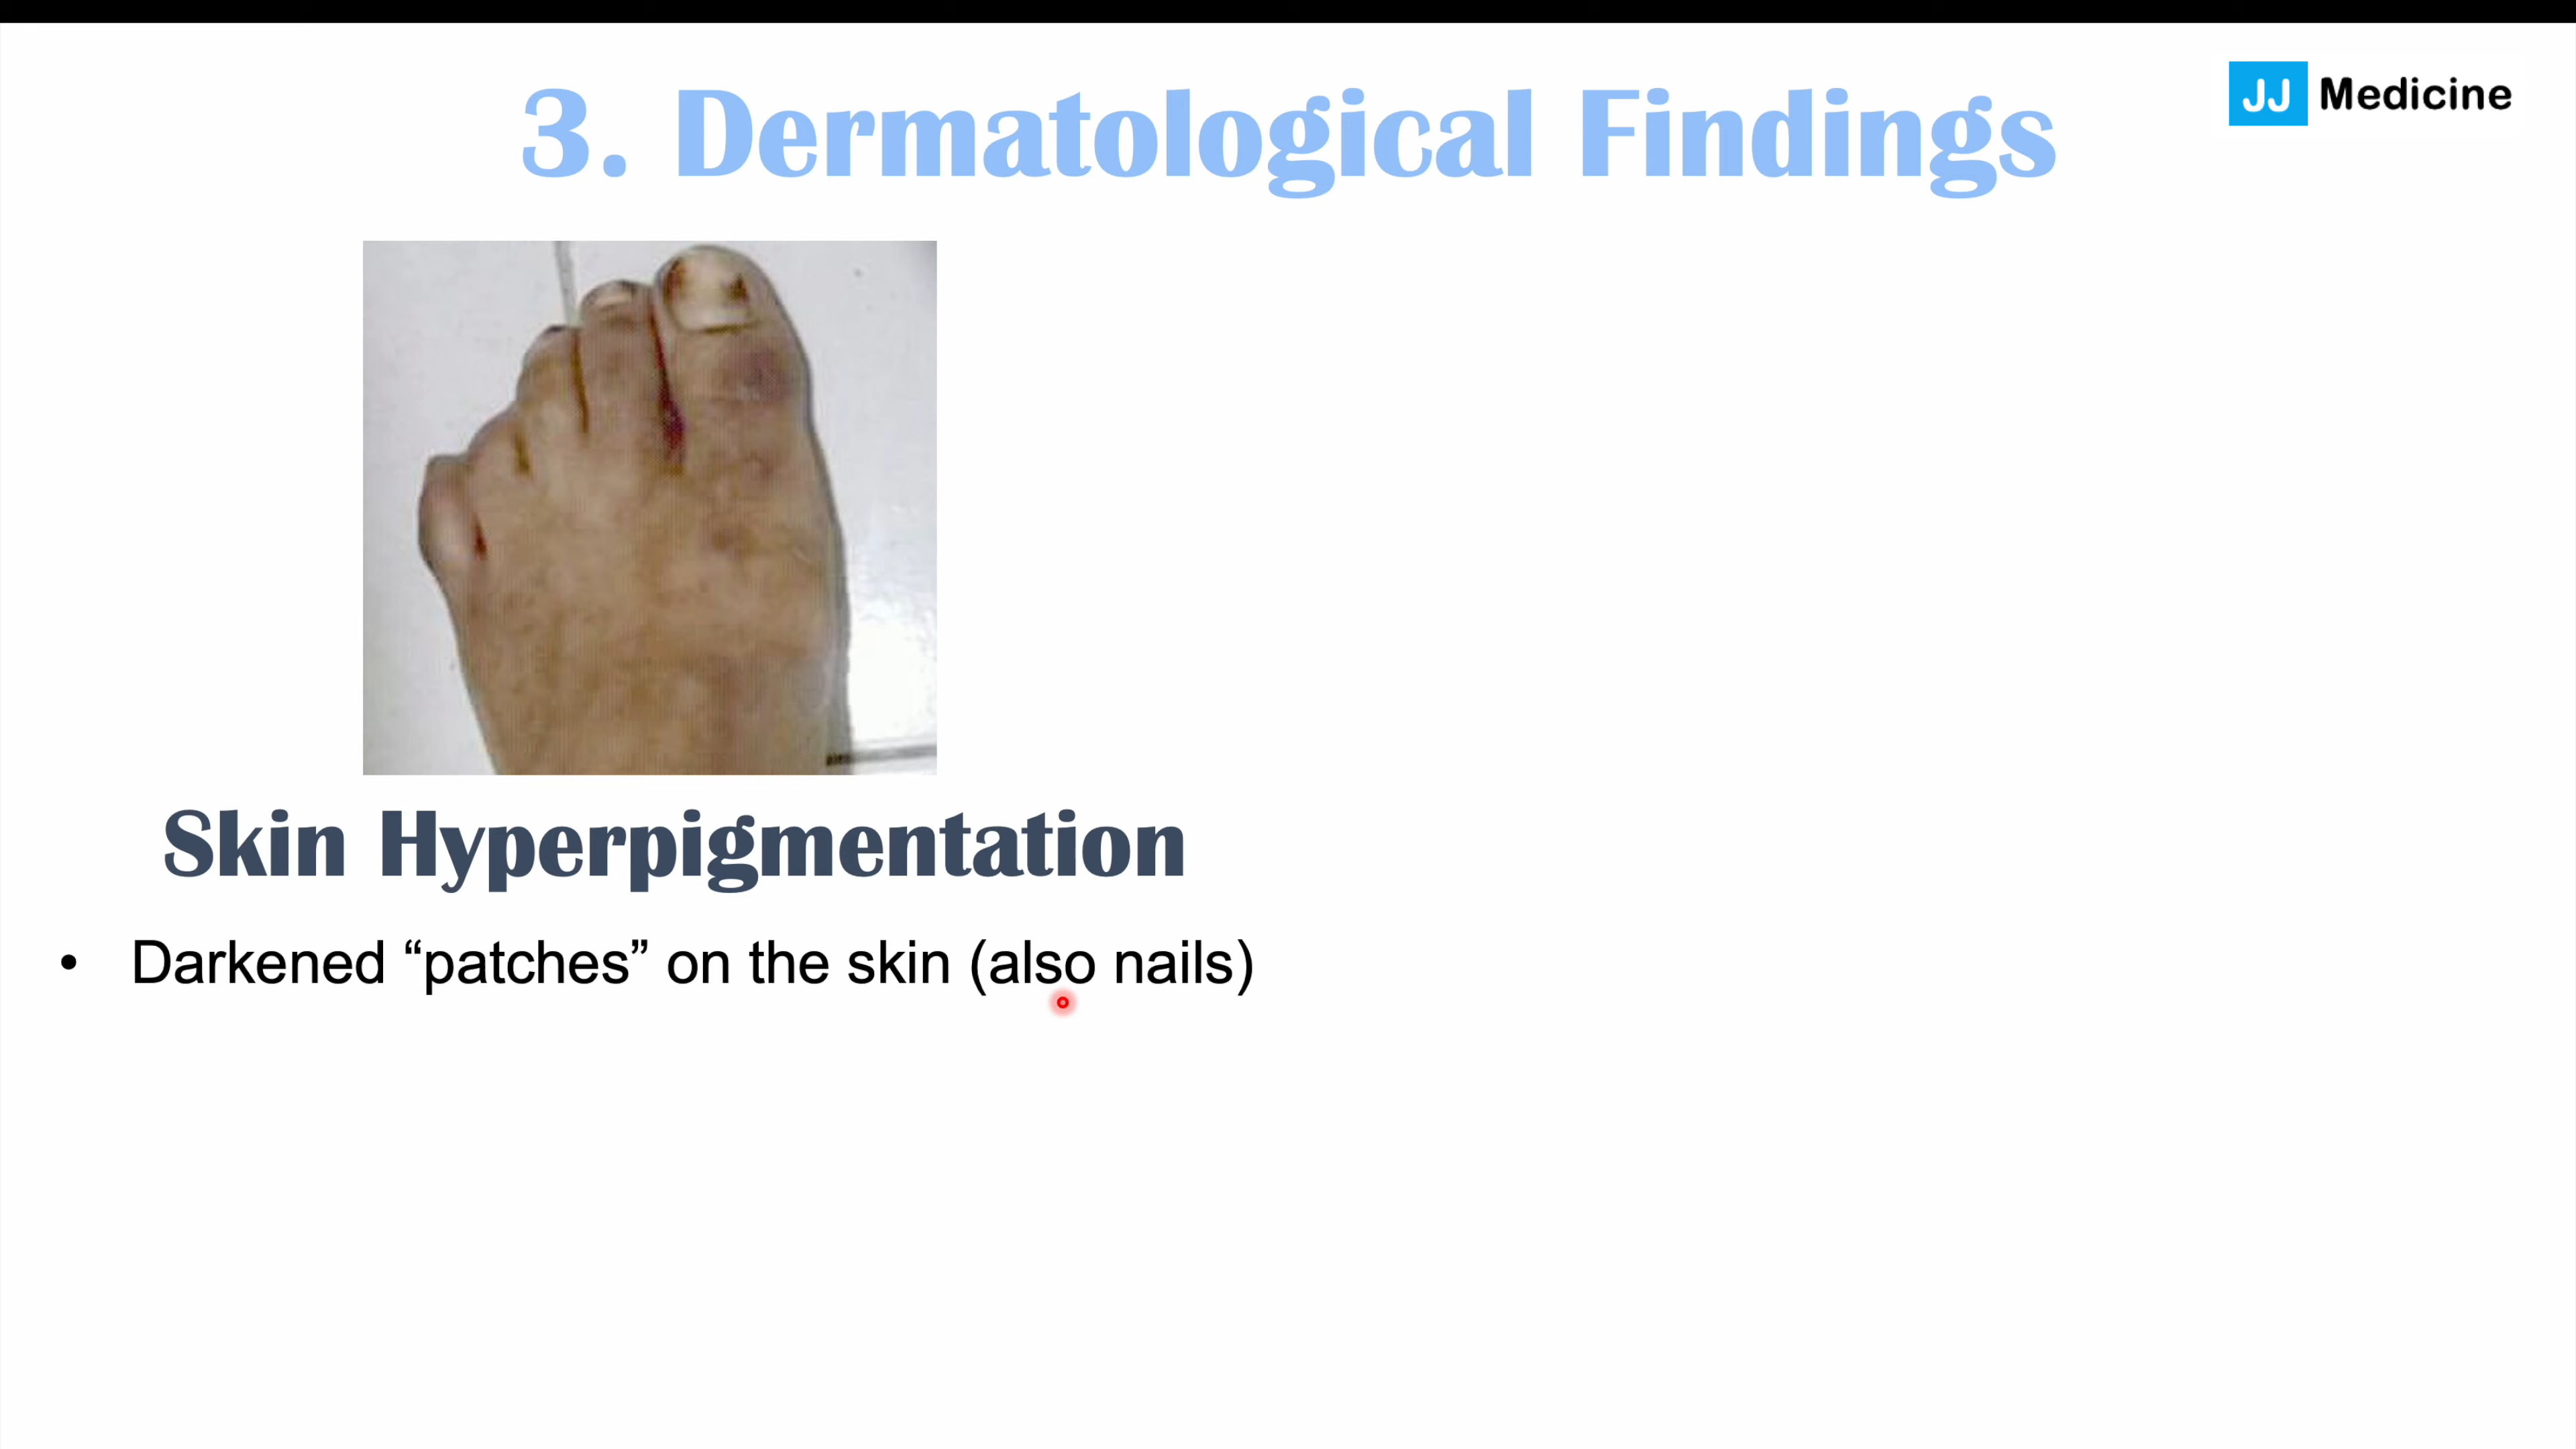 3. Dermatological Findings
JJ Medicine
Skin Hyperpigmentation
• Darkened “patches” on the skin (also nails)